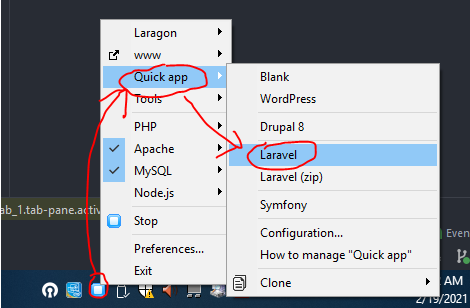 Laragon
www
Quick app
Tools
PHP
Apache
MySQL
Node.js
Stop
Preferences...
Exit
Blank
WordPress
Drupal 8
Laravel
Laravel (zip)
Symfony
Configuration...
How to manage "Quick app"
Clone
ab_1.tab-pane.active
Even
AM
2/19/2021